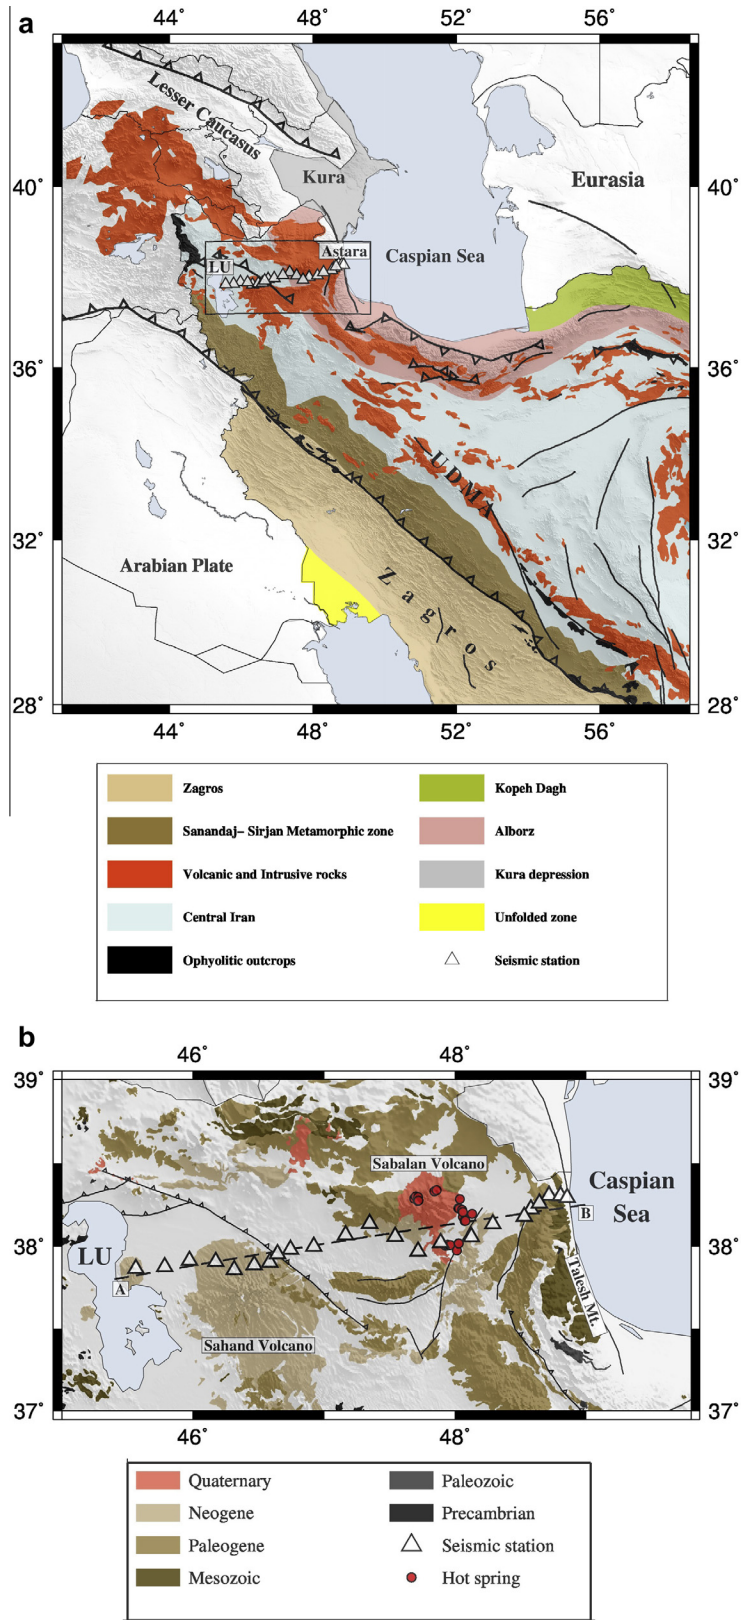 a
44° 48° 52° 56°
Lesser Caucasus
Kura
Eurasia
40° 40°
Astara
LU
Caspian Sea
36° 36°
UDMA
32° 32°
Arabian Plate
Zagros
28° 28°
44° 48° 52° 56°
Zagros Kopeh Dagh
Sanandaj– Sirjan Metamorphic zone Alborz
Volcanic and Intrusive rocks Kura depression
Central Iran Unfolded zone
Ophyolitic outcrops Seismic station
b
46° 48°
39° 39°
Sabalan Volcano
Caspian
Sea
B
LU
38° 38°
A
Talesh Mt.
Sahand Volcano
37° 37°
46° 48°
Quaternary Paleozoic
Neogene Precambrian
Paleogene Seismic station
Mesozoic Hot spring